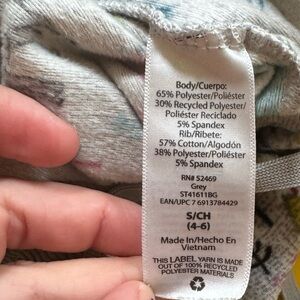 Body/Cuerpo:
65% Polyester/Poliéster
30% Recycled Polyester/
Poliéster Reciclado
5% Spandex
Rib/Ribete:
57% Cotton/Algodón
38% Polyester/Poliéster
5% Spandex
RN# 52469
Grey
ST41611BG
EAN/UPC 7 6913784429
S/CH
(4-6)
Made In/Hecho En
Vietnam
THIS LABEL YARN IS MADE
OUT OF 100% RECYCLED
POLYESTER MATERIALS